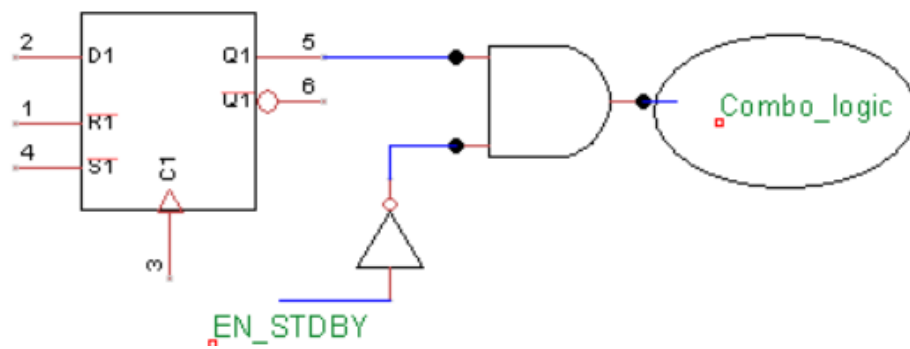 2
D1
Q1
5
Q1
6
1
R1
4
S1
C1
3
Combo_logic
EN_STDBY